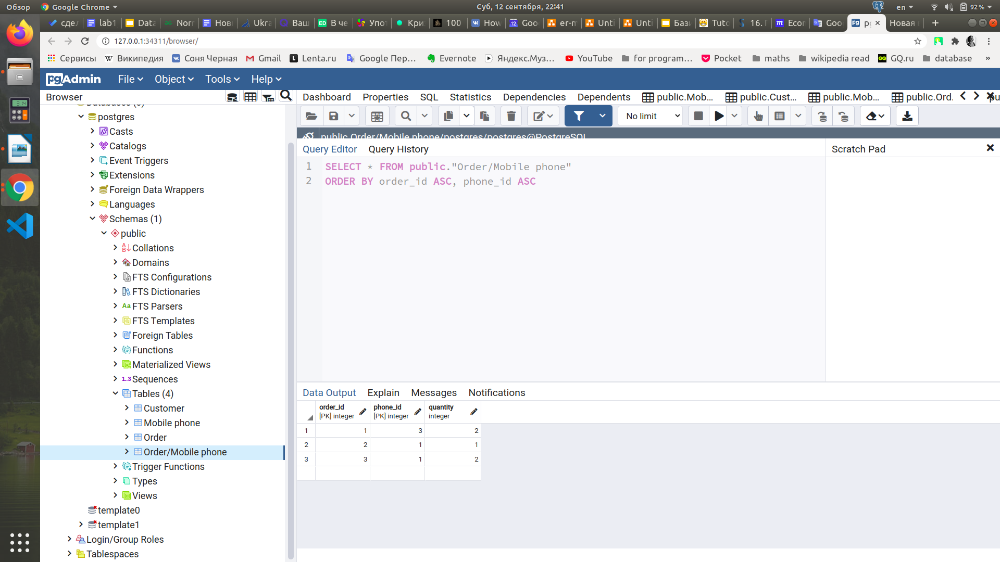 Обзор
Google Chrome
Суб, 12 сентября, 22:41
en
92 %
сдел
lab1
Data
Norr
Нов
Ukra
Ваш
В че
Упот
Кри
100
How
Goo
er-m
Unti
Unti
Бази
Tuto
16. Г
Econ
Goo
Новая
127.0.0.1:34311/browser/
Сервисы
Википедия
Соня Черная
Gmail
Lenta.ru
Google Пер...
Evernote
Яндекс.Муз...
YouTube
for program...
Pocket
maths
wikipedia read
GQ.ru
database
»
pgAdmin
File
Object
Tools
Help
Browser
Dashboard
Properties
SQL
Statistics
Dependencies
Dependents
public.Mob...
public.Cust...
public.Mob...
public.Ord.
No limit
public.Order/Mobile phone/postgres/postgres@PostgreSQL
Query Editor
Query History
Scratch Pad
1 SELECT * FROM public."Order/Mobile phone"
2 ORDER BY order_id ASC, phone_id ASC
postgres
Casts
Catalogs
Event Triggers
Extensions
Foreign Data Wrappers
Languages
Schemas (1)
public
Collations
Domains
FTS Configurations
FTS Dictionaries
Aa FTS Parsers
FTS Templates
Foreign Tables
Functions
Materialized Views
1..3 Sequences
Tables (4)
Customer
Mobile phone
Order
Order/Mobile phone
Trigger Functions
Types
Views
template0
template1
Login/Group Roles
Tablespaces
Data Output
Explain
Messages
Notifications
order_id [PK] integer
phone_id [PK] integer
quantity integer
1 1 3 2
2 2 1 1
3 3 1 2